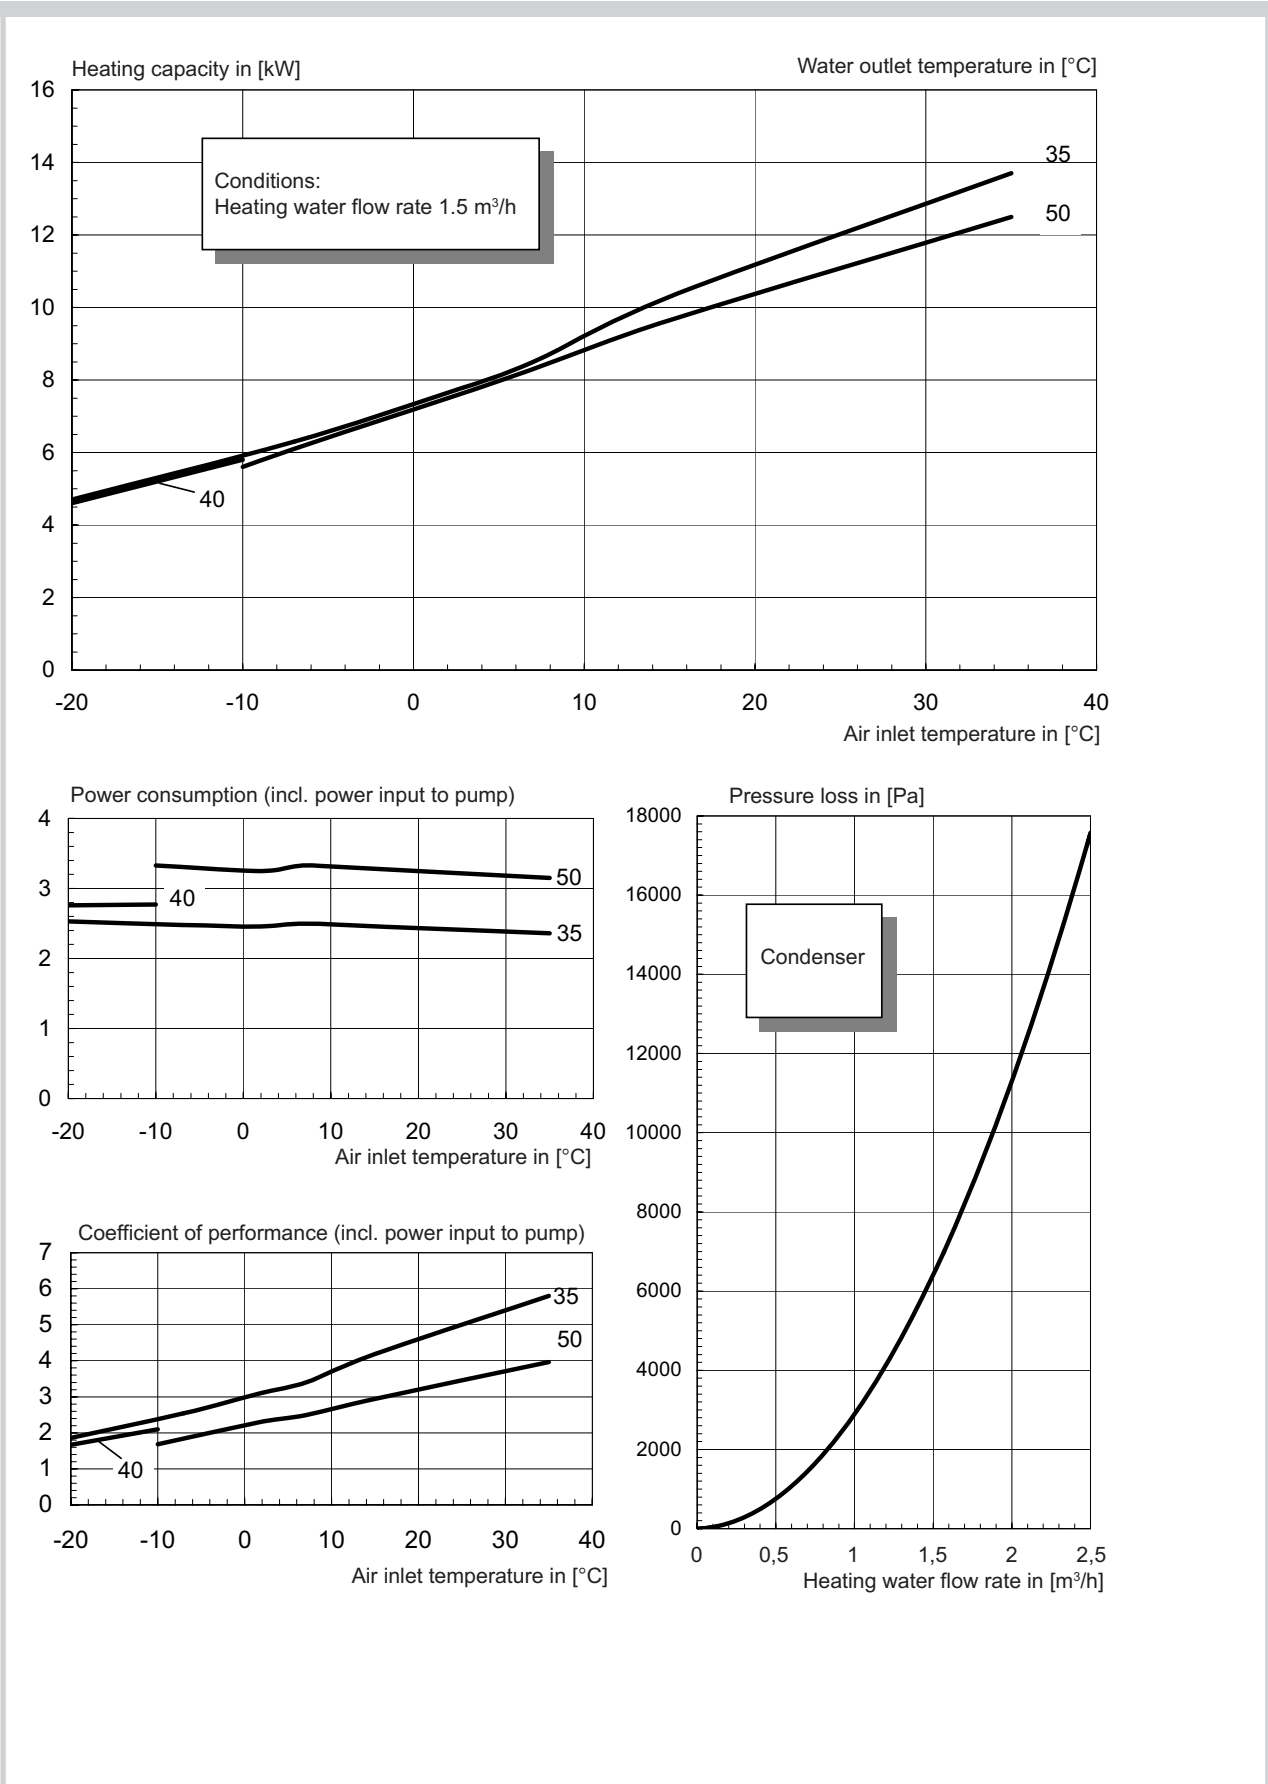 Heating capacity in [kW]
Water outlet temperature in [°C]
16
14
12
10
8
6
4
2
0
Conditions:
Heating water flow rate 1.5 m³/h
35
50
40
-20 -10 0 10 20 30 40
Air inlet temperature in [°C]
Power consumption (incl. power input to pump)
4
3
2
1
0
50
40
35
-20 -10 0 10 20 30 40
Air inlet temperature in [°C]
Coefficient of performance (incl. power input to pump)
7
6
5
4
3
2
1
0
35
50
40
-20 -10 0 10 20 30 40
Air inlet temperature in [°C]
Pressure loss in [Pa]
18000
16000
14000
12000
10000
8000
6000
4000
2000
0
Condenser
0 0,5 1 1,5 2 2,5
Heating water flow rate in [m³/h]